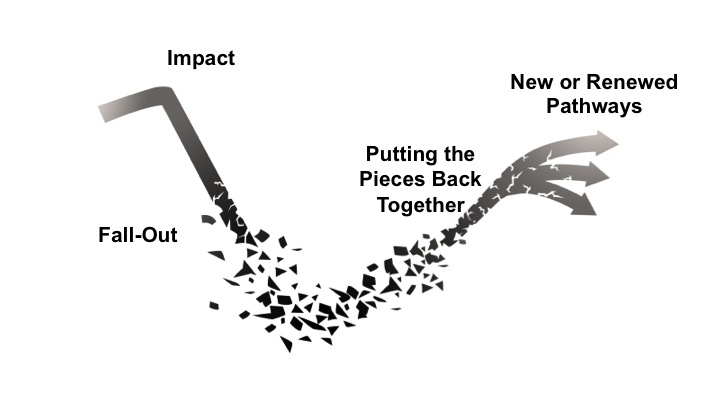 Impact
New or Renewed
Pathways
Putting the
Pieces Back
Together
Fall-Out